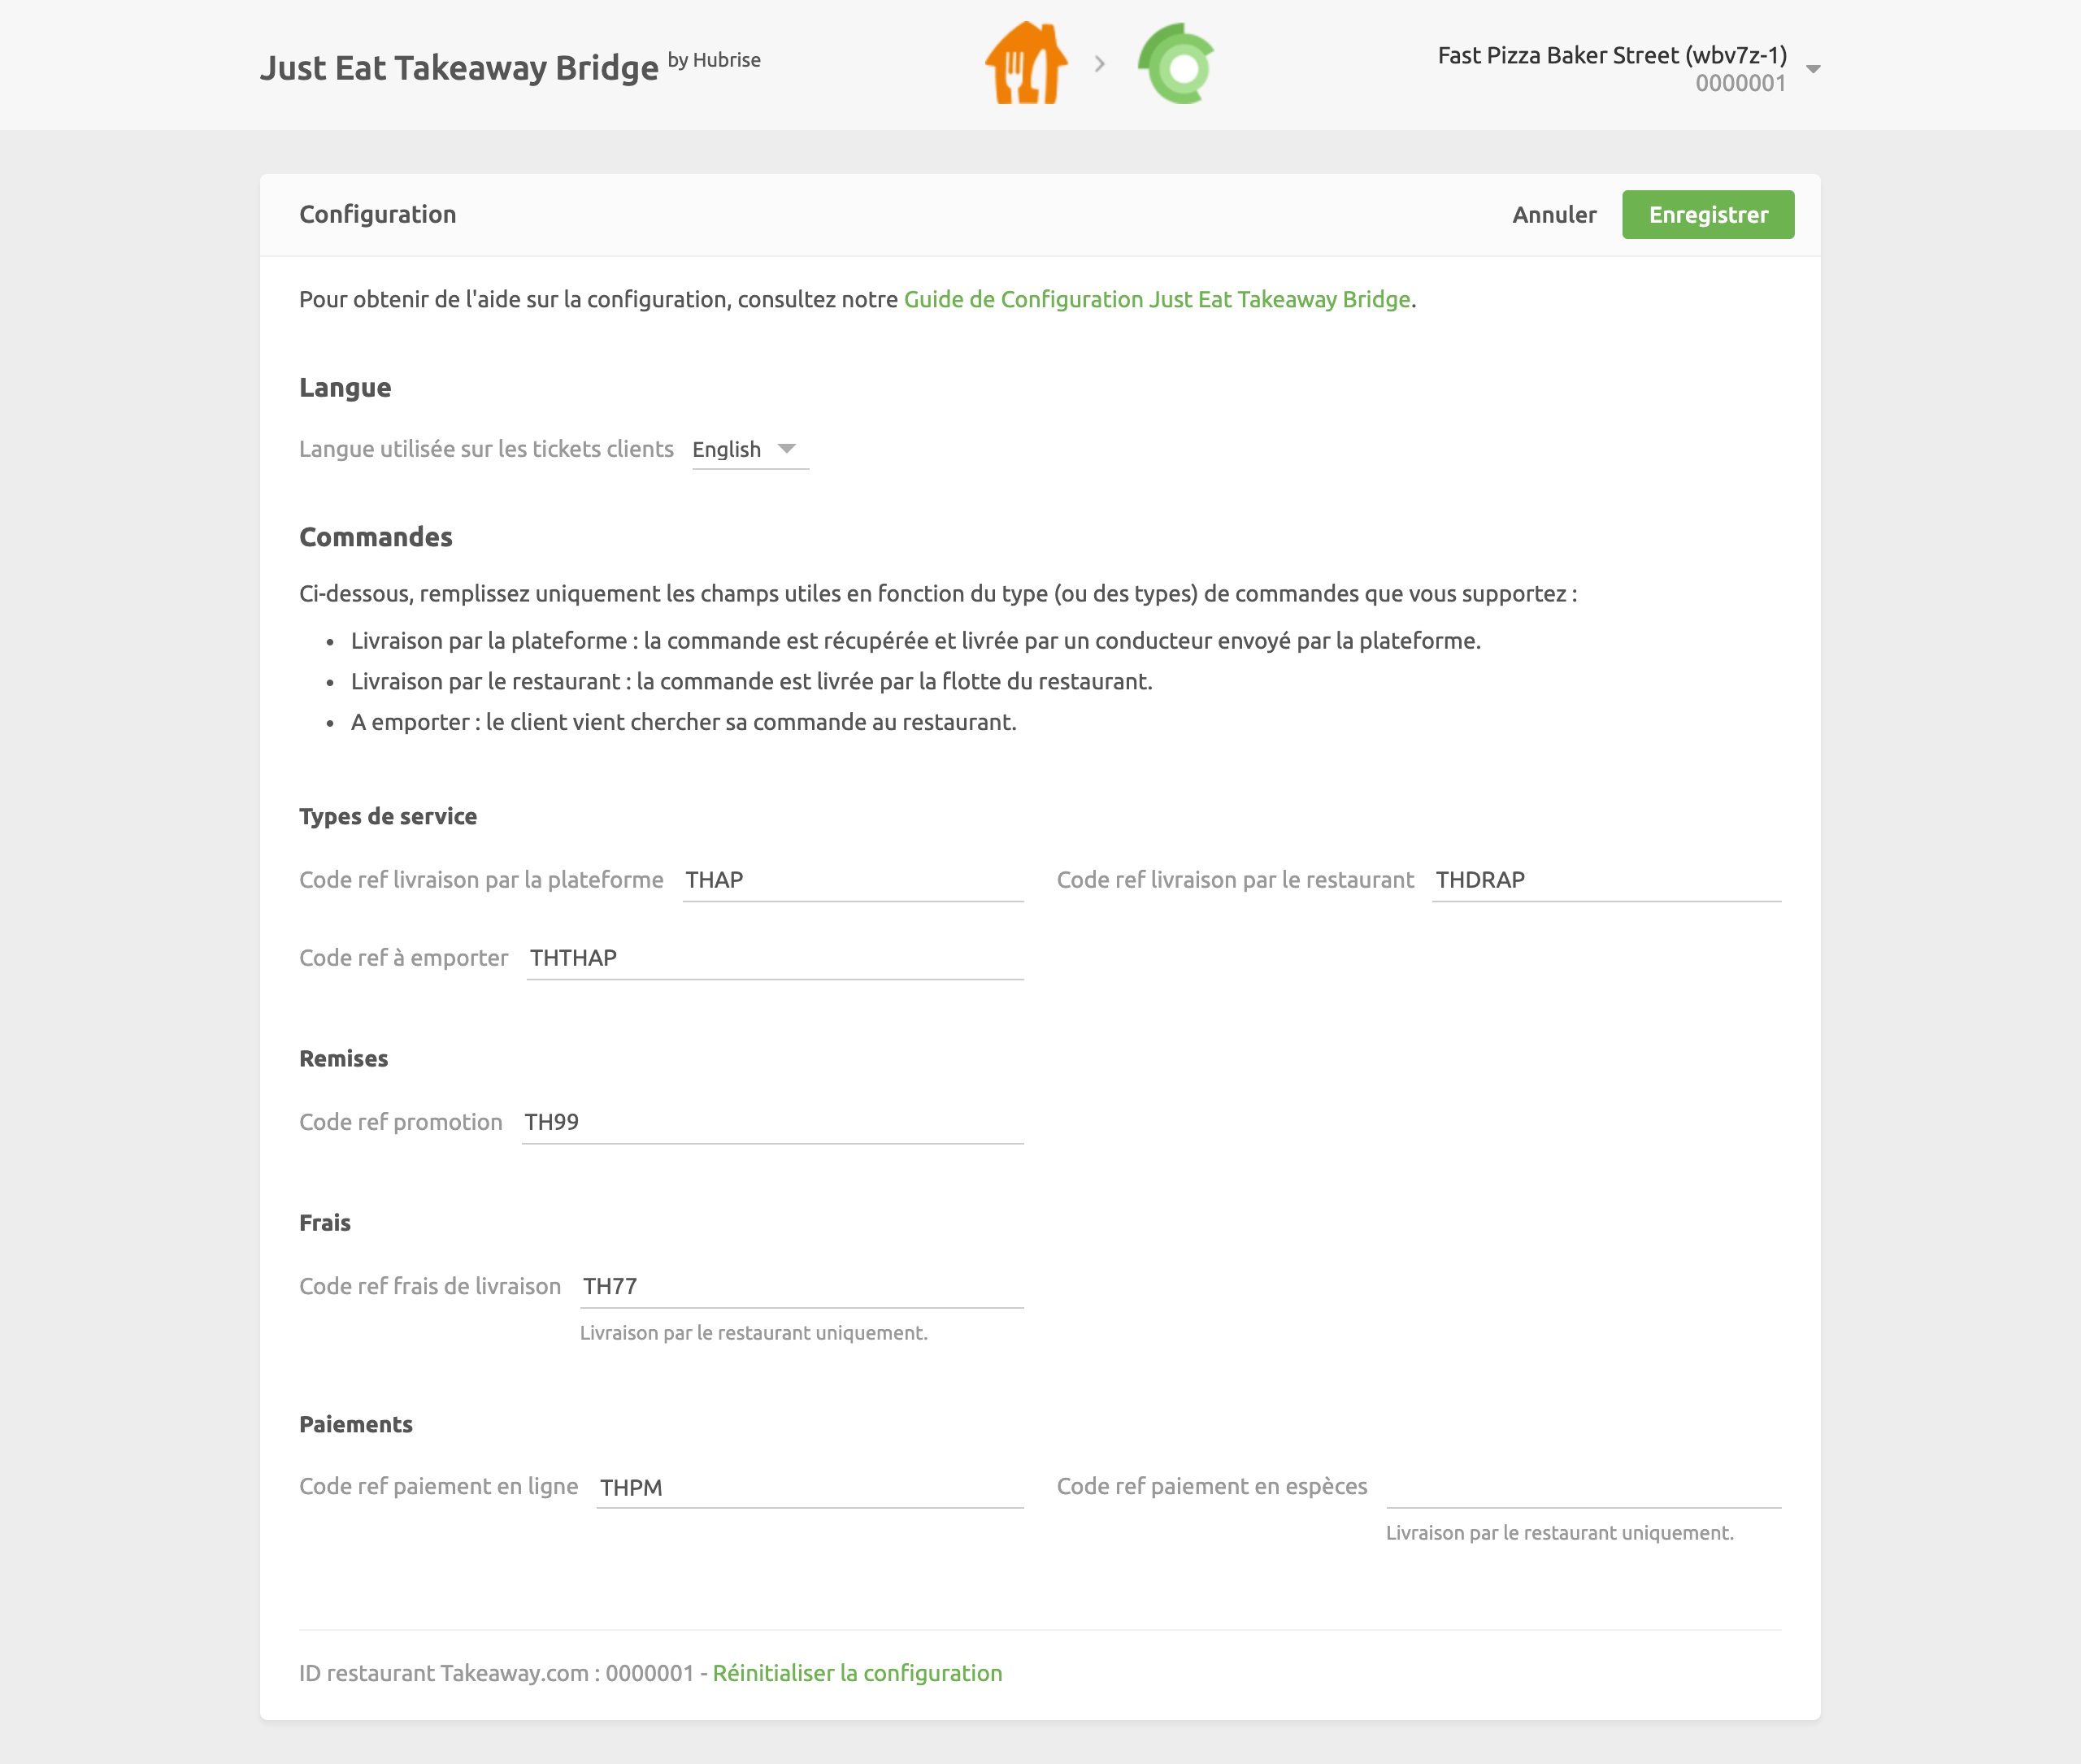 Just Eat Takeaway Bridge by Hubrise
Fast Pizza Baker Street (wbv7z-1)
0000001
Configuration
Annuler
Enregistrer
Pour obtenir de l'aide sur la configuration, consultez notre Guide de Configuration Just Eat Takeaway Bridge.
Langue
Langue utilisée sur les tickets clients English
Commandes
Ci-dessous, remplissez uniquement les champs utiles en fonction du type (ou des types) de commandes que vous supportez :
• Livraison par la plateforme : la commande est récupérée et livrée par un conducteur envoyé par la plateforme.
• Livraison par le restaurant : la commande est livrée par la flotte du restaurant.
• A emporter : le client vient chercher sa commande au restaurant.
Types de service
Code ref livraison par la plateforme THAP
Code ref livraison par le restaurant THDRAP
Code ref à emporter THTHAP
Remises
Code ref promotion TH99
Frais
Code ref frais de livraison TH77
Livraison par le restaurant uniquement.
Paiements
Code ref paiement en ligne THPM
Code ref paiement en espèces
Livraison par le restaurant uniquement.
ID restaurant Takeaway.com : 0000001 - Réinitialiser la configuration